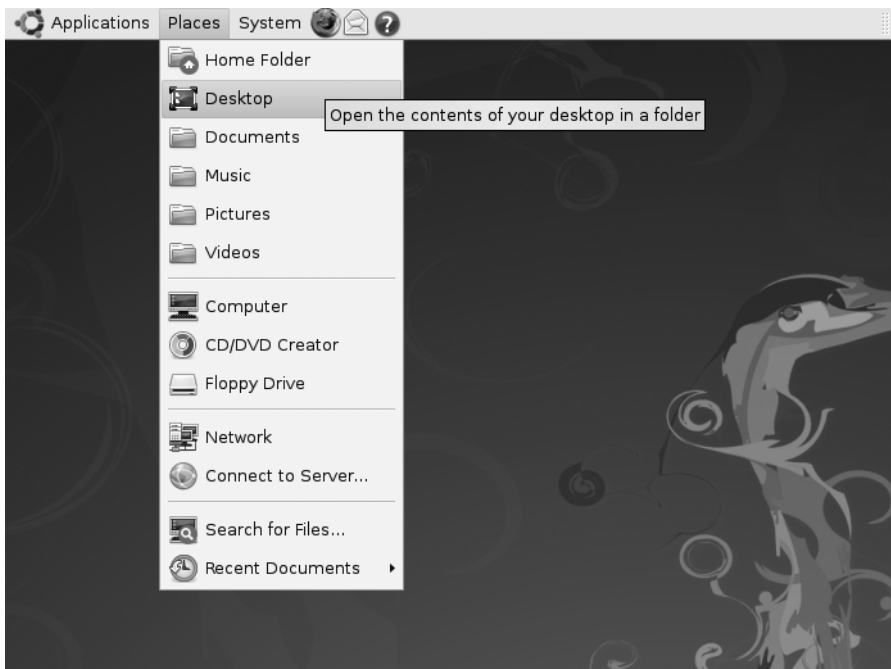 Applications Places System
Home Folder
Desktop
Open the contents of your desktop in a folder
Documents
Music
Pictures
Videos
Computer
CD/DVD Creator
Floppy Drive
Network
Connect to Server...
Search for Files...
Recent Documents